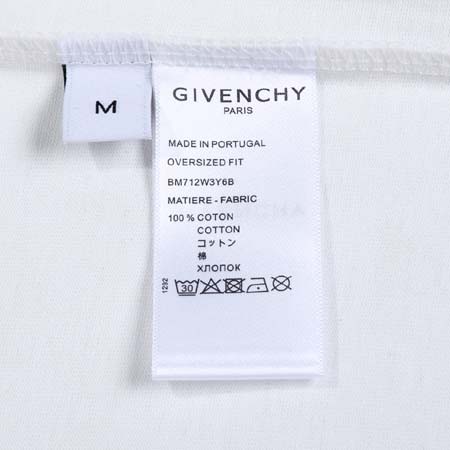 M
GIVENCHY
PARIS
MADE IN PORTUGAL
OVERSIZED FIT
BM712W3Y6B
MATIERE - FABRIC
100 % COTON
COTTON
コットン
棉
ХЛОПОК
30
1232